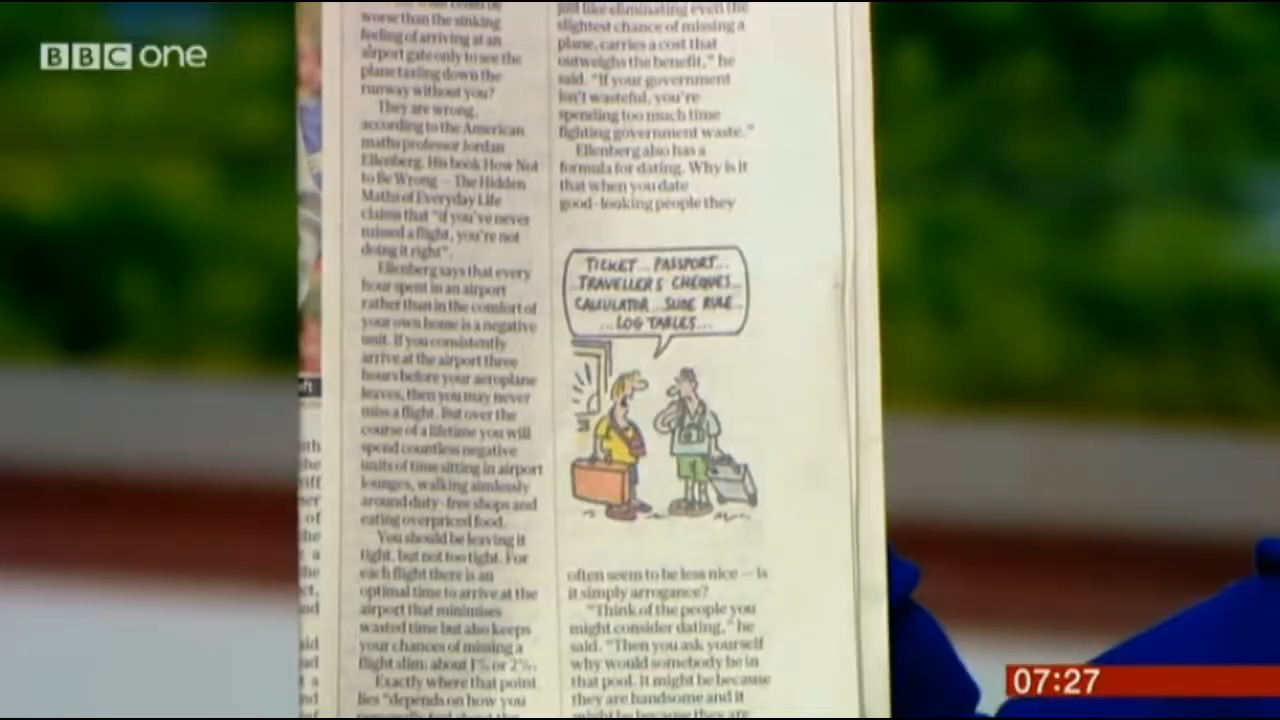 BBC one
worse than the sinking
feeling of arriving at an
airport gate only to see the
plane taxiing down the
runway without you?
They are wrong,
according to the American
maths professor Jordan
Ellenberg. His book How Not
to Be Wrong — The Hidden
Maths of Everyday Life
claims that "if you've never
missed a flight, you're not
doing it right".
Ellenberg says that every
hour spent in an airport
rather than in the comfort of
your own home is a negative
unit. If you consistently
arrive at the airport three
hours before your aeroplane
leaves, then you may never
miss a flight. But over the
course of a lifetime you will
spend countless negative
units of time sitting in airport
lounges, walking aimlessly
around duty-free shops and
eating overpriced food.
You should be leaving it
tight, but not too tight. For
each flight there is an
optimal time to arrive at the
airport that minimises
wasted time but also keeps
your chances of missing a
flight slim: about 1% or 2%.
Exactly where that point
lies "depends on how you
just like eliminating even the
slightest chance of missing a
plane, carries a cost that
outweighs the benefit," he
said. "If your government
isn't wasteful, you're
spending too much time
fighting government waste."
Ellenberg also has a
formula for dating. Why is it
that when you date
good-looking people they
TICKET... PASSPORT...
TRAVELLERS CHEQUES...
CALCULATOR...SLIDE RULE...
...LOG TABLES...
often seem to be less nice — is
it simply arrogance?
"Think of the people you
might consider dating," he
said. "Then you ask yourself
why would somebody be in
that pool. It might be because
they are handsome and it
might be because they are
07:27